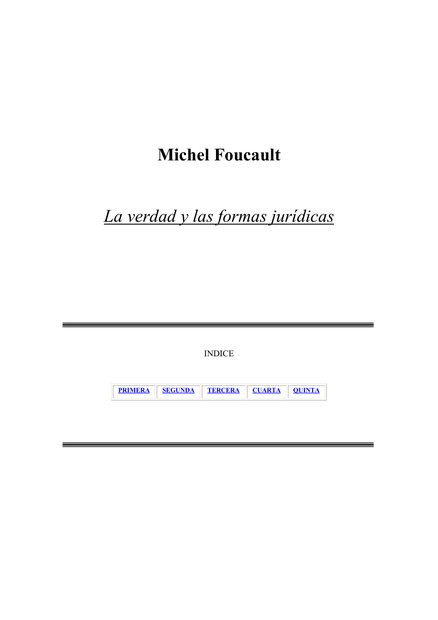 Michel Foucault
La verdad y las formas jurídicas
INDICE
PRIMERA SEGUNDA TERCERA CUARTA QUINTA